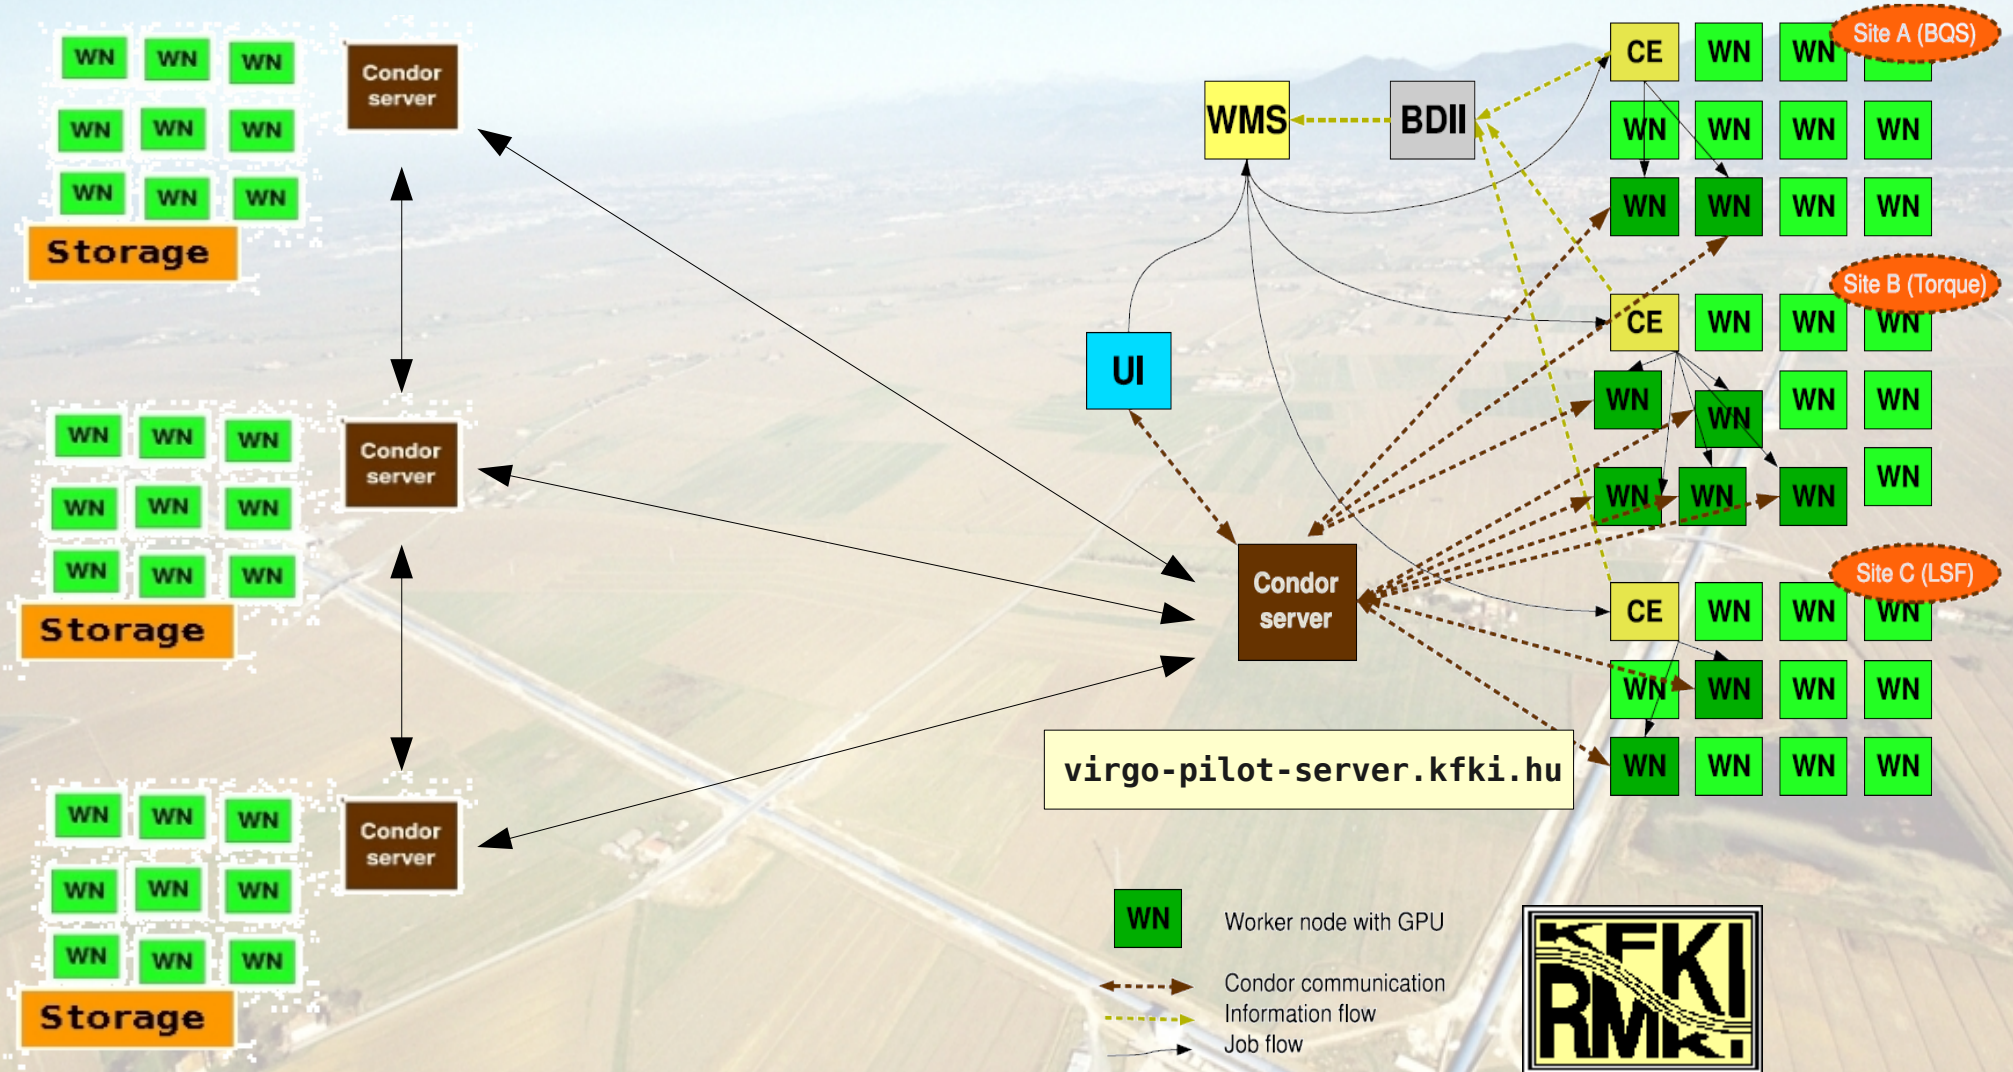 WN WN WN
WN WN WN
WN WN WN
Storage
Condor
server
WN WN WN
WN WN WN
WN WN WN
Storage
Condor
server
WN WN WN
WN WN WN
WN WN WN
Storage
Condor
server
WMS
BDII
UI
Condor
server
virgo-pilot-server.kfki.hu
Site A (BQS)
CE WN WN
WN WN WN WN
WN WN WN WN
Site B (Torque)
CE WN WN WN
WN WN WN WN
WN WN WN WN
Site C (LSF)
CE WN WN WN
WN WN WN WN
WN WN WN WN
WN Worker node with GPU
Condor communication
Information flow
Job flow
KFKI
RMKI